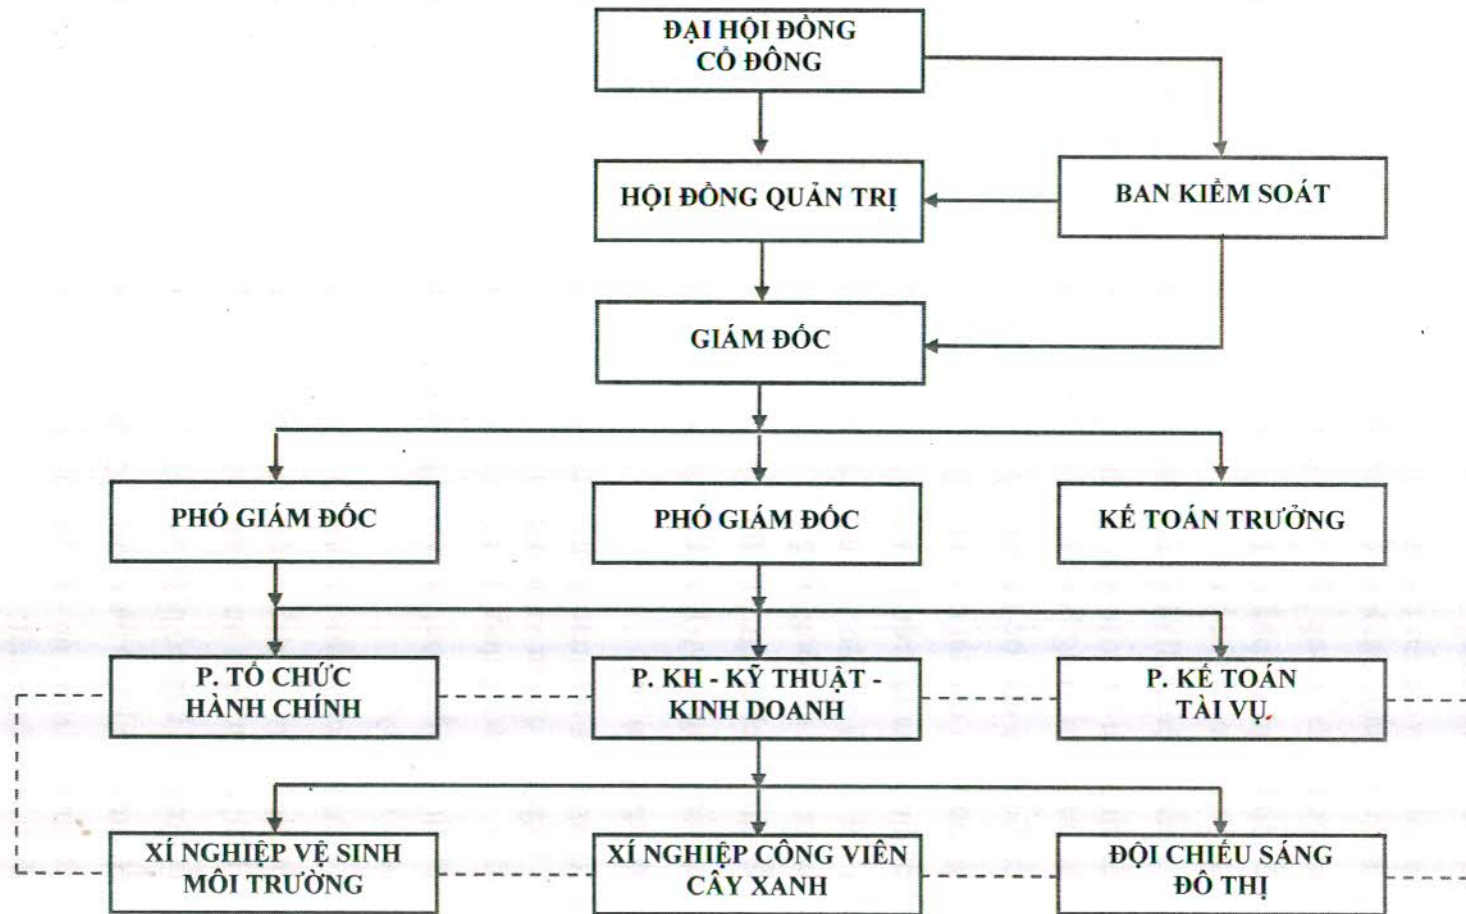 ĐẠI HỘI ĐỒNG
CỔ ĐÔNG
HỘI ĐỒNG QUẢN TRỊ
BAN KIỂM SOÁT
GIÁM ĐỐC
PHÓ GIÁM ĐỐC
PHÓ GIÁM ĐỐC
KẾ TOÁN TRƯỞNG
P. TỔ CHỨC
HÀNH CHÍNH
P. KH - KỸ THUẬT -
KINH DOANH
P. KẾ TOÁN
TÀI VỤ
XÍ NGHIỆP VỆ SINH
MÔI TRƯỜNG
XÍ NGHIỆP CÔNG VIÊN
CÂY XANH
ĐỘI CHIẾU SÁNG
ĐÔ THỊ